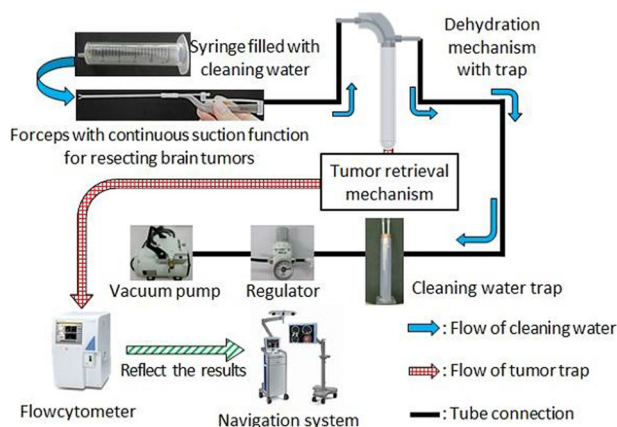 Syringe filled with
cleaning water
Dehydration
mechanism
with trap
Forceps with continuous suction function
for resecting brain tumors
Tumor retrieval
mechanism
Vacuum pump
Regulator
Cleaning water trap
: Flow of cleaning water
Reflect the results
: Flow of tumor trap
Flowcytometer
Navigation system
: Tube connection